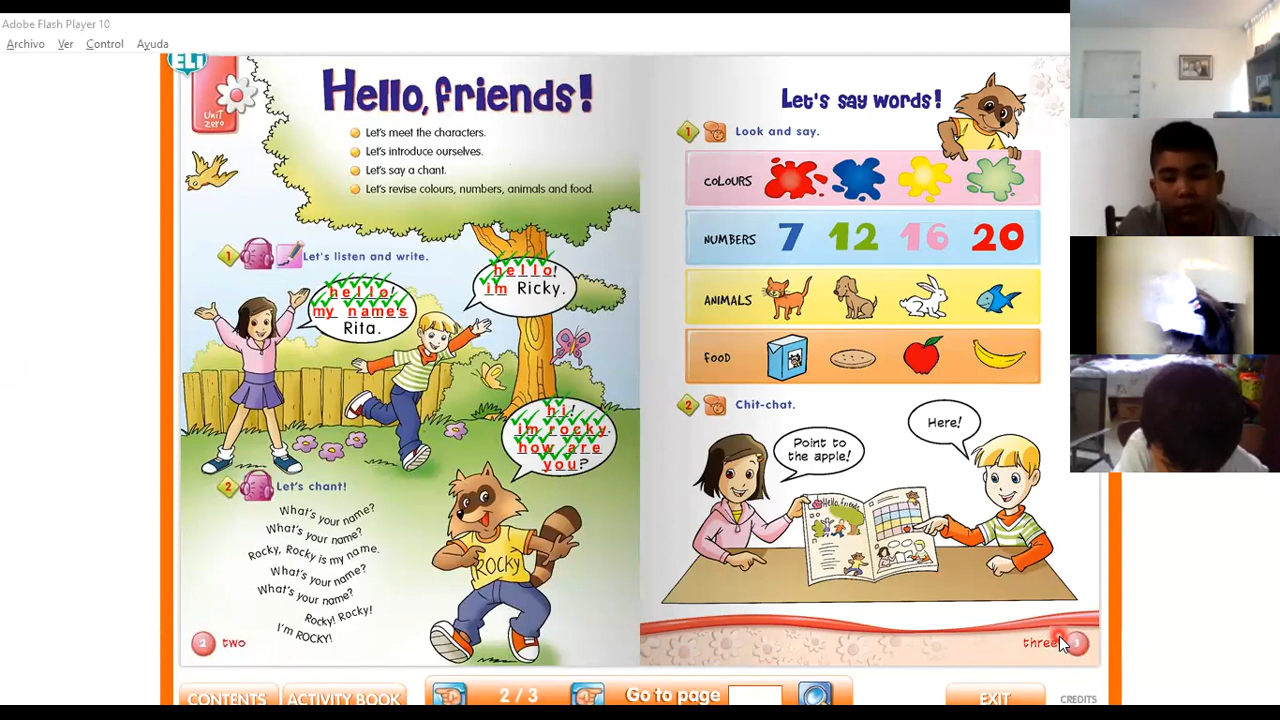 Adobe Flash Player 10
Archivo Ver Control Ayuda
ELi
UNIT
ZERO
Hello, friends!
Let's meet the characters.
Let's introduce ourselves.
Let's say a chant.
Let's revise colours, numbers, animals and food.
1 Let's listen and write.
hello!
my name's
Rita.
hello!
im Ricky.
hi!
im rocky.
how are
you?
2 Let's chant!
What's your name?
What's your name?
Rocky, Rocky is my name.
What's your name?
What's your name?
Rocky! Rocky!
I'm ROCKY!
ROCKY
2 two
Let's say words!
1 Look and say.
COLOURS
NUMBERS 7 12 16 20
ANIMALS
FOOD
2 Chit-chat.
Point to
the apple!
Here!
Hello, friends
three
CONTENTS ACTIVITY BOOK 2 / 3 Go to page EXIT CREDITS